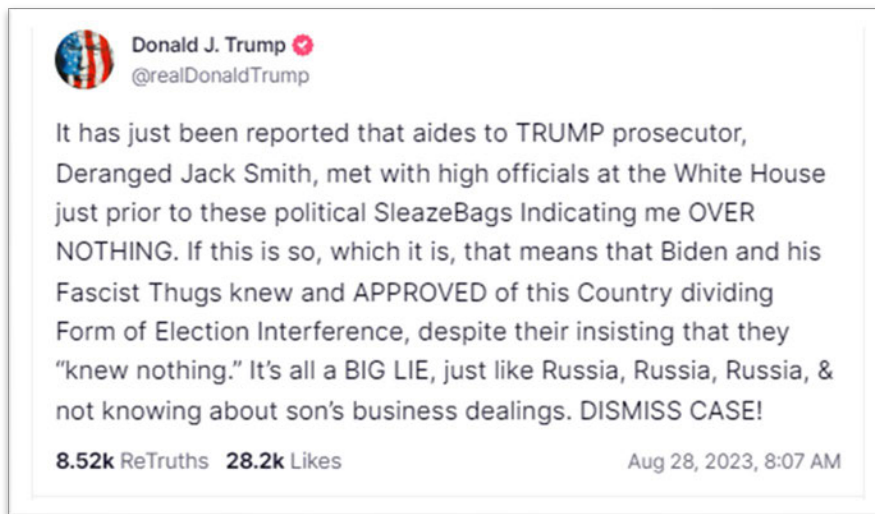 Donald J. Trump
@realDonaldTrump
It has just been reported that aides to TRUMP prosecutor,
Deranged Jack Smith, met with high officials at the White House
just prior to these political SleazeBags Indicating me OVER
NOTHING. If this is so, which it is, that means that Biden and his
Fascist Thugs knew and APPROVED of this Country dividing
Form of Election Interference, despite their insisting that they
“knew nothing.” It’s all a BIG LIE, just like Russia, Russia, Russia, &
not knowing about son’s business dealings. DISMISS CASE!
8.52k ReTruths 28.2k Likes Aug 28, 2023, 8:07 AM